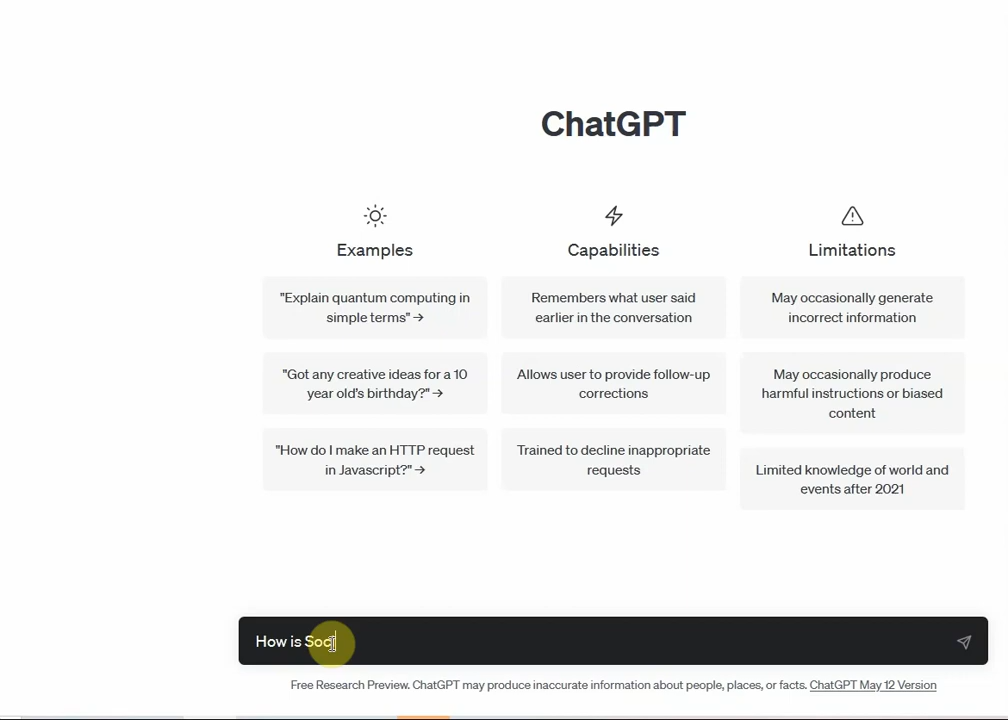 ChatGPT
Examples
"Explain quantum computing in
simple terms" →
"Got any creative ideas for a 10
year old's birthday?" →
"How do I make an HTTP request
in Javascript?" →
Capabilities
Remembers what user said
earlier in the conversation
Allows user to provide follow-up
corrections
Trained to decline inappropriate
requests
Limitations
May occasionally generate
incorrect information
May occasionally produce
harmful instructions or biased
content
Limited knowledge of world and
events after 2021
How is Soc
Free Research Preview. ChatGPT may produce inaccurate information about people, places, or facts. ChatGPT May 12 Version